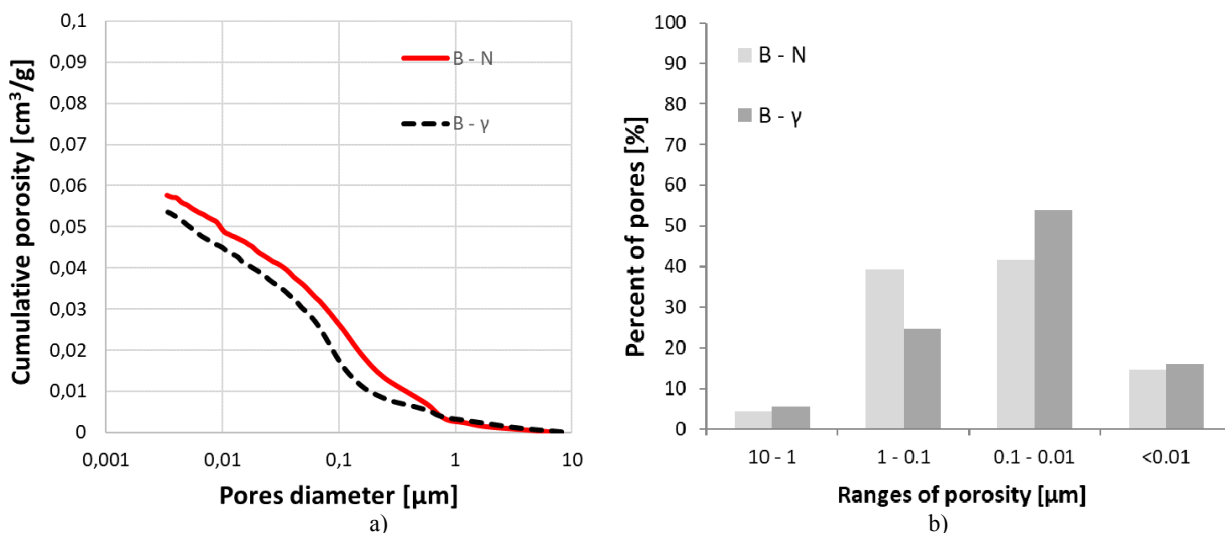 Cumulative porosity [cm³/g]
0,1
0,09
0,08
0,07
0,06
0,05
0,04
0,03
0,02
0,01
0
B - N
B - γ
0,001
0,01
0,1
1
10
Pores diameter [µm]
a)
Percent of pores [%]
100
90
80
70
60
50
40
30
20
10
0
B - N
B - γ
10 - 1
1 - 0.1
0.1 - 0.01
<0.01
Ranges of porosity [µm]
b)